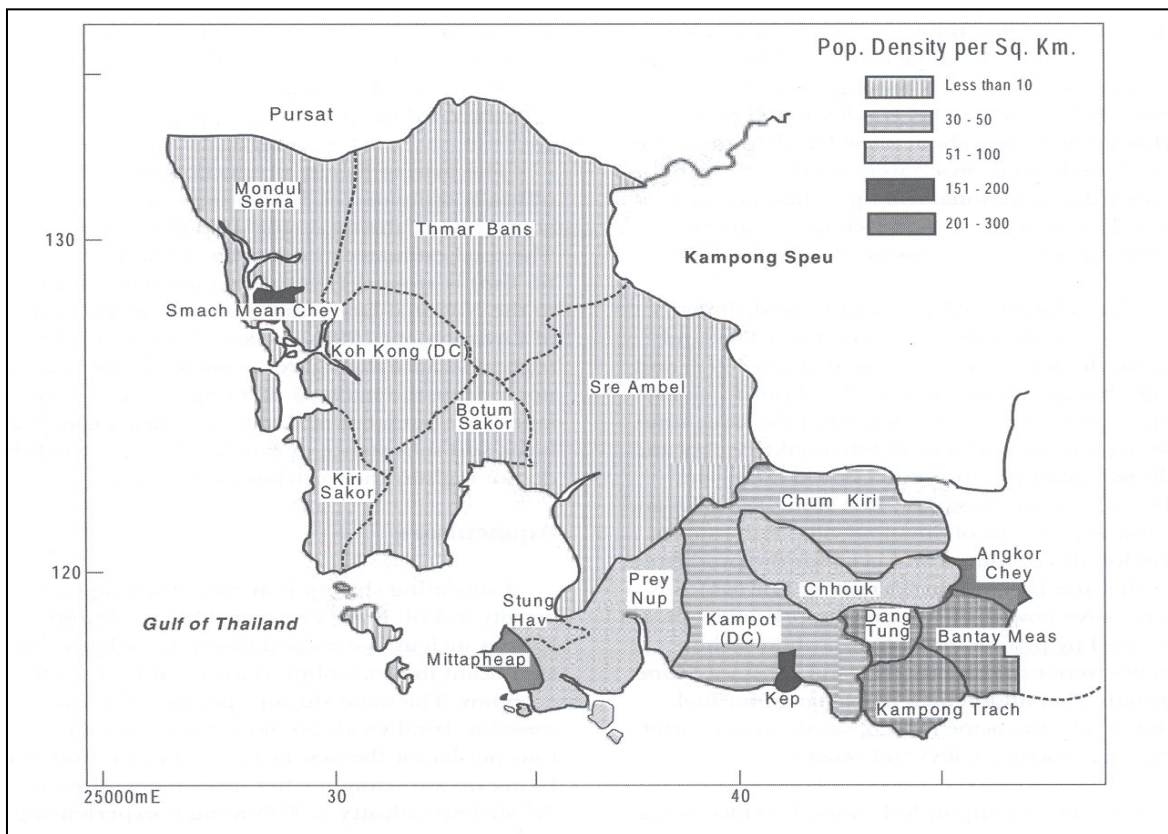 Pop. Density per Sq. Km.
Less than 10
30 - 50
51 - 100
151 - 200
201 - 300
Pursat
Mondul
Serna
Thmar Bans
130
Kampong Speu
Smach Mean Chey
Koh Kong (DC)
Sre Ambel
Botum
Sakor
Kiri
Sakor
Chum Kiri
120
Angkor
Chey
Prey
Nup
Chhouk
Stung
Hav
Gulf of Thailand
Kampot
(DC)
Dang
Tung
Bantay Meas
Mittapheap
Kep
Kampong Trach
25000mE
30
40